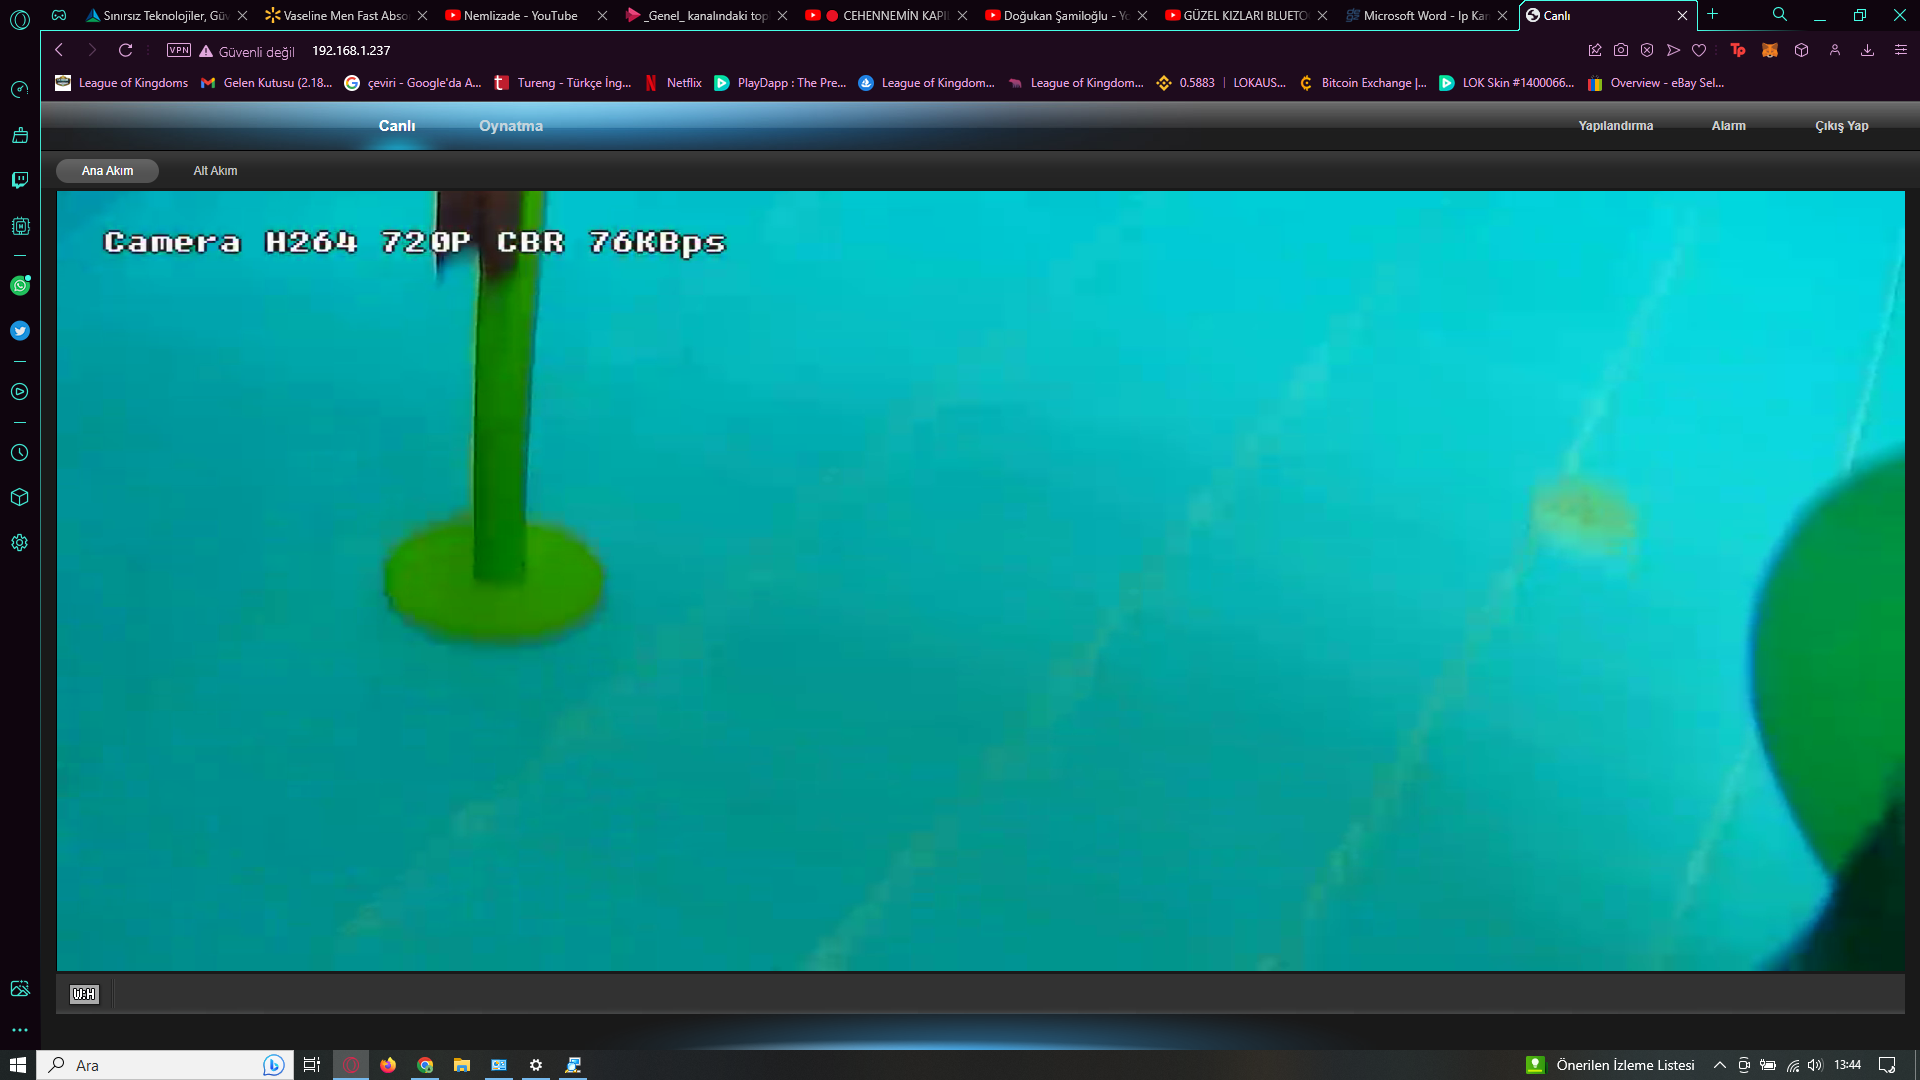 Sınırsız Teknolojiler, Güv
Vaseline Men Fast Abso
Nemlizade - YouTube
_Genel_ kanalındaki top
CEHENNEMİN KAPI
Doğukan Şamiloğlu - Yo
GÜZEL KIZLARI BLUETO
Microsoft Word - Ip Kam
Canlı
VPN
Güvenli değil
192.168.1.237
League of Kingdoms
Gelen Kutusu (2.18...
çeviri - Google'da A...
Tureng - Türkçe İng...
Netflix
PlayDapp : The Pre...
League of Kingdom...
League of Kingdom...
0.5883 | LOKAUS...
Bitcoin Exchange |...
LOK Skin #1400066...
Overview - eBay Sel...
Canlı
Oynatma
Yapılandırma
Alarm
Çıkış Yap
Ana Akım
Alt Akım
Camera H264 720P CBR 76KBps
W:H
Ara
Önerilen İzleme Listesi
13:44